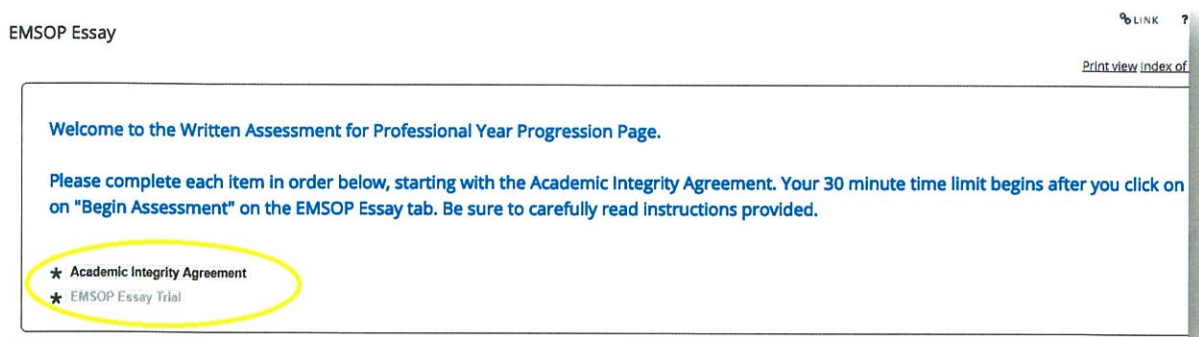 LINK ?
EMSOP Essay
Print view Index of
Welcome to the Written Assessment for Professional Year Progression Page.
Please complete each item in order below, starting with the Academic Integrity Agreement. Your 30 minute time limit begins after you click on
on "Begin Assessment" on the EMSOP Essay tab. Be sure to carefully read instructions provided.
* Academic Integrity Agreement
* EMSOP Essay Trial